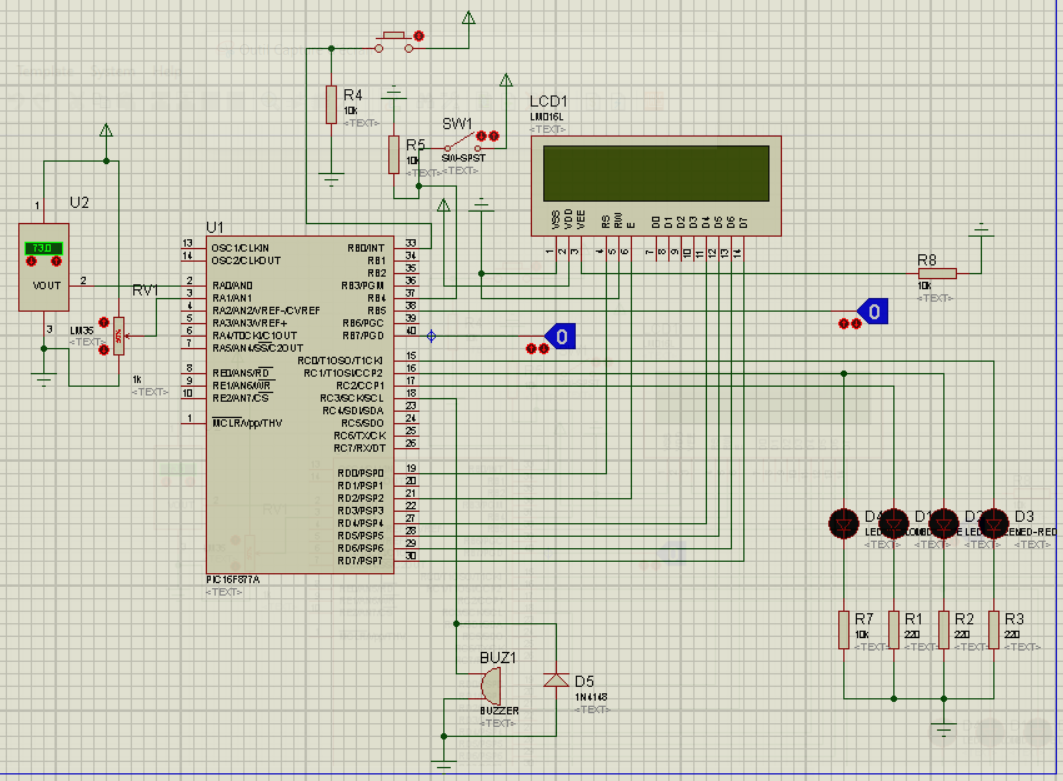 R4
10k
<TEXT>
R5
10k
<TEXT>
SW1
SW-SPST
<TEXT>
LCD1
LM016L
<TEXT>
VSS
VDD
VEE
RS
RW
E
D0
D1
D2
D3
D4
D5
D6
D7
1
2
3
4
5
6
7
8
9
10
11
12
13
14
U2
1
73.0
VOUT
2
3
LM35
<TEXT>
RV1
50%
1k
<TEXT>
U1
13
OSC1/CLKIN
14
OSC2/CLKOUT
2
RA0/AN0
3
RA1/AN1
4
RA2/AN2/VREF-/CVREF
5
RA3/AN3/VREF+
6
RA4/T0CKI/C1OUT
7
RA5/AN4/SS/C2OUT
8
RE0/AN5/RD
9
RE1/AN6/WR
10
RE2/AN7/CS
1
MCLR/Vpp/THV
RB0/INT
33
RB1
34
RB2
35
RB3/PGM
36
RB4
37
RB5
38
RB6/PGC
39
RB7/PGD
40
RC0/T1OSO/T1CKI
15
RC1/T1OSI/CCP2
16
RC2/CCP1
17
RC3/SCK/SCL
18
RC4/SDI/SDA
23
RC5/SDO
24
RC6/TX/CK
25
RC7/RX/DT
26
RD0/PSP0
19
RD1/PSP1
20
RD2/PSP2
21
RD3/PSP3
22
RD4/PSP4
27
RD5/PSP5
28
RD6/PSP6
29
RD7/PSP7
30
PIC16F877A
<TEXT>
0
0
R8
10k
<TEXT>
D4
D1
D2
D3
<TEXT>
<TEXT>
<TEXT>
<TEXT>
R7
10k
<TEXT>
R1
220
<TEXT>
R2
220
<TEXT>
R3
220
<TEXT>
BUZ1
BUZZER
<TEXT>
D5
1N4148
<TEXT>